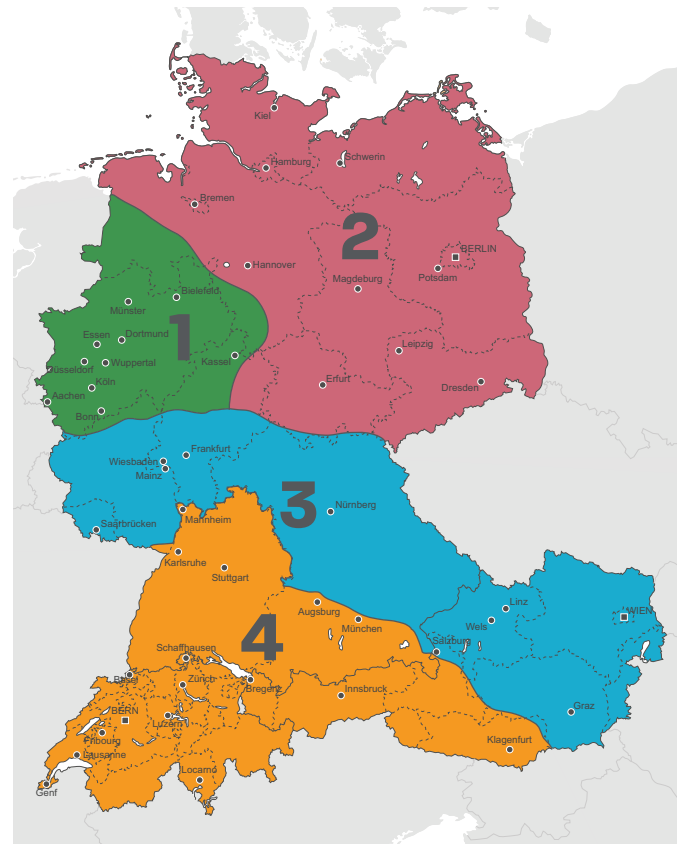 Kiel
Hamburg
Schwerin
Bremen
2
BERLIN
Hannover
Potsdam
Magdeburg
Bielefeld
Münster
1
Essen
Dortmund
Leipzig
Düsseldorf
Wuppertal
Kassel
Köln
Erfurt
Dresden
Aachen
Bonn
Frankfurt
Wiesbaden
Mainz
3
Nürnberg
Mannheim
Saarbrücken
Karlsruhe
Stuttgart
Augsburg
Linz
WIEN
München
Wels
4
Salzburg
Schaffhausen
Basel
Zürich
Bregenz
Innsbruck
BERN
Luzern
Graz
Fribourg
Klagenfurt
Lausanne
Locarno
Genf